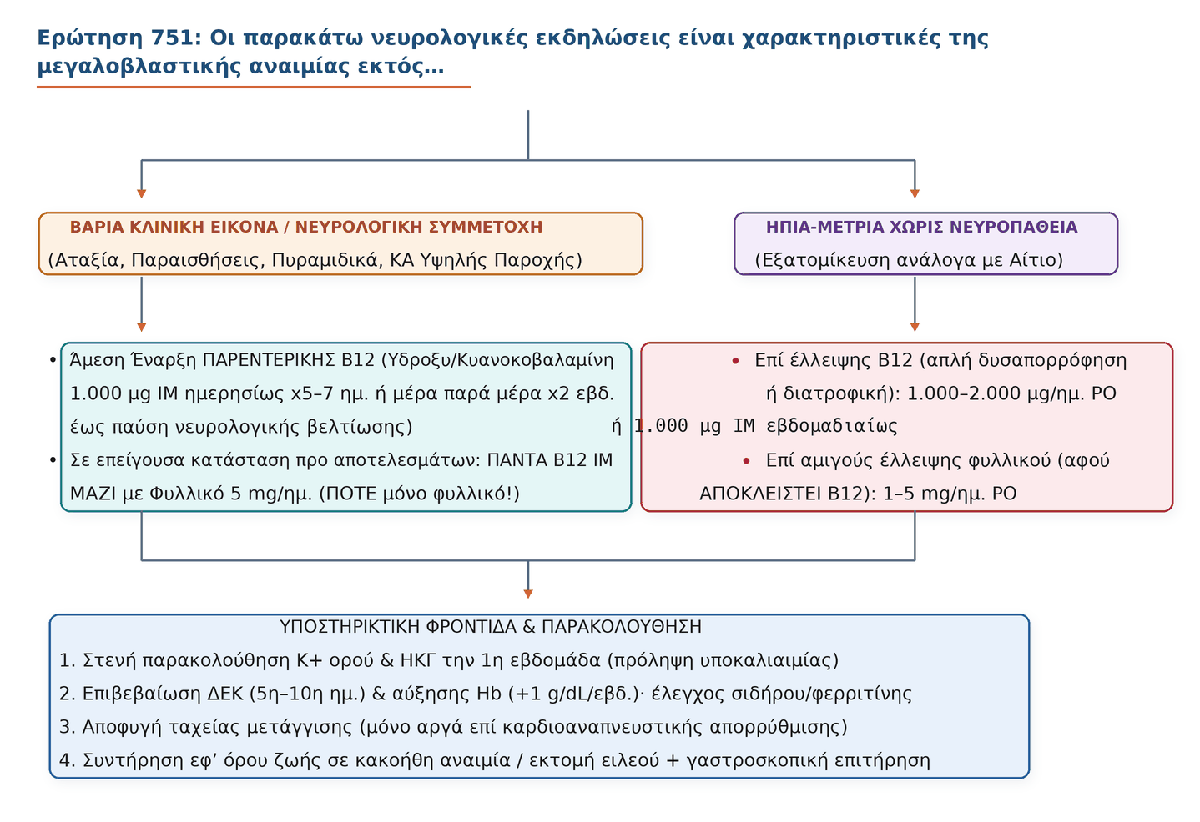 Ερώτηση 751: Οι παρακάτω νευρολογικές εκδηλώσεις είναι χαρακτηριστικές της
μεγαλοβλαστικής αναιμίας εκτός...
ΒΑΡΙΑ ΚΛΙΝΙΚΗ ΕΙΚΟΝΑ / ΝΕΥΡΟΛΟΓΙΚΗ ΣΥΜΜΕΤΟΧΗ
(Αταξία, Παραισθήσεις, Πυραμιδικά, ΚΑ Υψηλής Παροχής)
ΗΠΙΑ-ΜΕΤΡΙΑ ΧΩΡΙΣ ΝΕΥΡΟΠΑΘΕΙΑ
(Εξατομίκευση ανάλογα με Αίτιο)
• Άμεση Έναρξη ΠΑΡΕΝΤΕΡΙΚΗΣ Β12 (Υδροξυ/Κυανοκοβαλαμίνη
1.000 μg IM ημερησίως x5–7 ημ. ή μέρα παρά μέρα x2 εβδ.
έως παύση νευρολογικής βελτίωσης)
• Σε επείγουσα κατάσταση προ αποτελεσμάτων: ΠΑΝΤΑ Β12 IM
ΜΑΖΙ με Φυλλικό 5 mg/ημ. (ΠΟΤΕ μόνο φυλλικό!)
• Επί έλλειψης Β12 (απλή δυσαπορρόφηση
ή διατροφική): 1.000–2.000 μg/ημ. PO
ή 1.000 μg IM εβδομαδιαίως
• Επί αμιγούς έλλειψης φυλλικού (αφού
ΑΠΟΚΛΕΙΣΤΕΙ Β12): 1–5 mg/ημ. PO
ΥΠΟΣΤΗΡΙΚΤΙΚΗ ΦΡΟΝΤΙΔΑ & ΠΑΡΑΚΟΛΟΥΘΗΣΗ
1. Στενή παρακολούθηση K+ ορού & ΗΚΓ την 1η εβδομάδα (πρόληψη υποκαλιαιμίας)
2. Επιβεβαίωση ΔΕΚ (5η–10η ημ.) & αύξησης Hb (+1 g/dL/εβδ.)· έλεγχος σιδήρου/φερριτίνης
3. Αποφυγή ταχείας μετάγγισης (μόνο αργά επί καρδιοαναπνευστικής απορρύθμισης)
4. Συντήρηση εφ’ όρου ζωής σε κακοήθη αναιμία / εκτομή ειλεού + γαστροσκοπική επιτήρηση